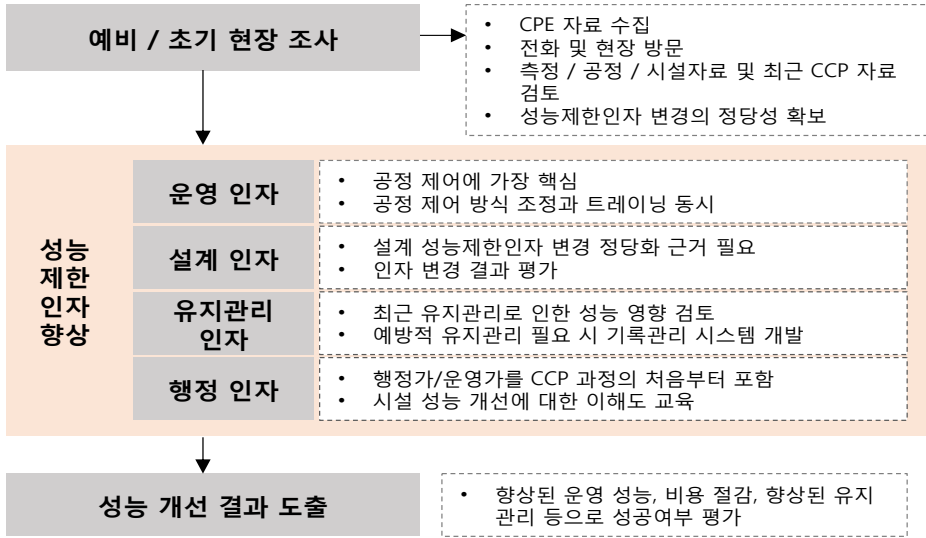 예비 / 초기 현장 조사
• CPE 자료 수집
• 전화 및 현장 방문
• 측정 / 공정 / 시설자료 및 최근 CCP 자료
검토
• 성능제한인자 변경의 정당성 확보
성능
제한
인자
향상
운영 인자
• 공정 제어에 가장 핵심
• 공정 제어 방식 조정과 트레이닝 동시
설계 인자
• 설계 성능제한인자 변경 정당화 근거 필요
• 인자 변경 결과 평가
유지관리
인자
• 최근 유지관리로 인한 성능 영향 검토
• 예방적 유지관리 필요 시 기록관리 시스템 개발
행정 인자
• 행정가/운영가를 CCP 과정의 처음부터 포함
• 시설 성능 개선에 대한 이해도 교육
성능 개선 결과 도출
• 향상된 운영 성능, 비용 절감, 향상된 유지
관리 등으로 성공여부 평가